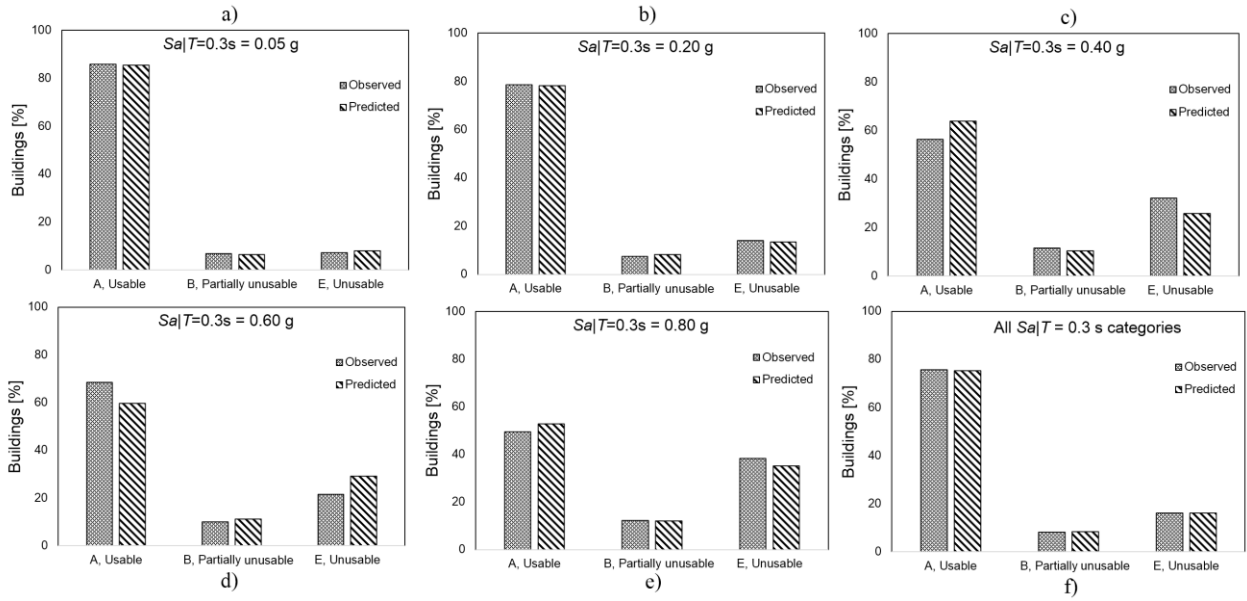 a)
Sa|T=0.3s = 0.05 g
Buildings [%]
100
80
60
40
20
0
Observed
Predicted
A, Usable
B, Partially unusable
E, Unusable
b)
Sa|T=0.3s = 0.20 g
Buildings [%]
100
80
60
40
20
0
Observed
Predicted
A, Usable
B, Partially unusable
E, Unusable
c)
Sa|T=0.3s = 0.40 g
Buildings [%]
100
80
60
40
20
0
Observed
Predicted
A, Usable
B, Partially unusable
E, Unusable
Sa|T=0.3s = 0.60 g
Buildings [%]
100
80
60
40
20
0
Observed
Predicted
A, Usable
B, Partially unusable
E, Unusable
d)
Sa|T=0.3s = 0.80 g
Buildings [%]
100
80
60
40
20
0
Observed
Predicted
A, Usable
B, Partially unusable
E, Unusable
e)
All Sa|T = 0.3 s categories
Buildings [%]
100
80
60
40
20
0
Observed
Predicted
A, Usable
B, Partially unusable
E, Unusable
f)